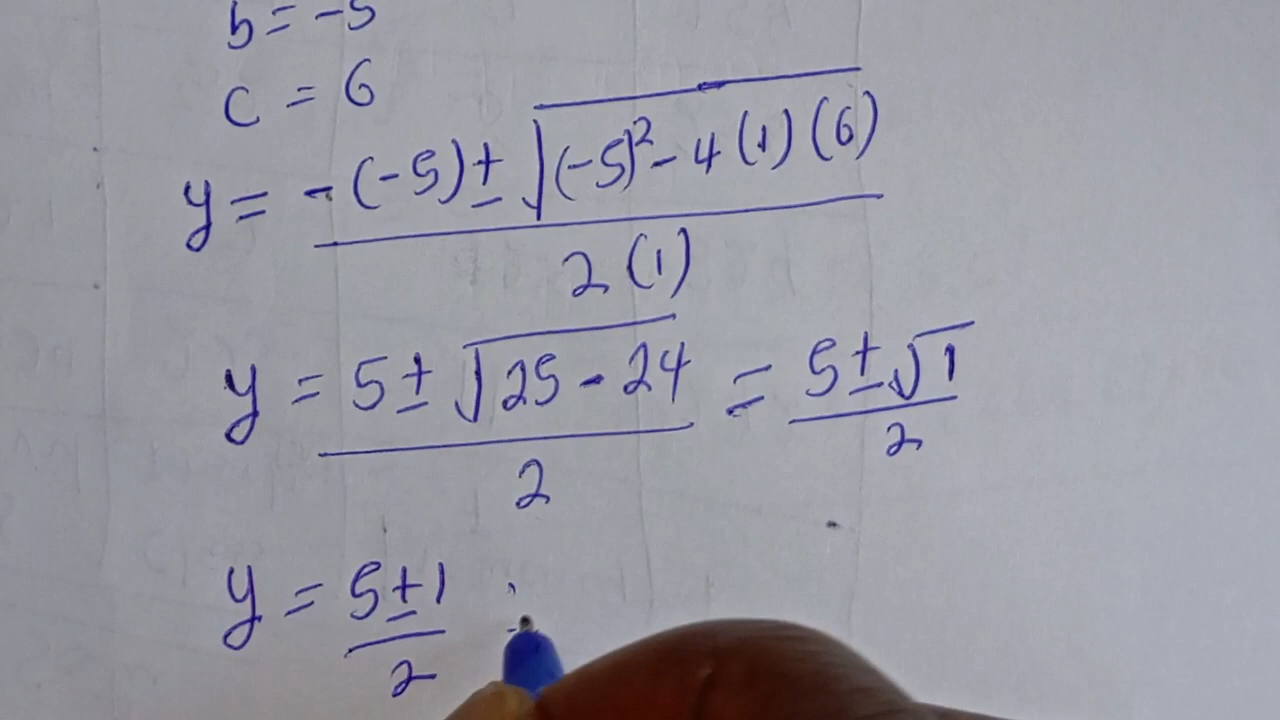 b = -5
c = 6
y = -(-5) ± √((-5)² - 4(1)(6)) / 2(1)
y = 5 ± √(25 - 24) / 2 = 5 ± √1 / 2
y = 5 ± 1 / 2